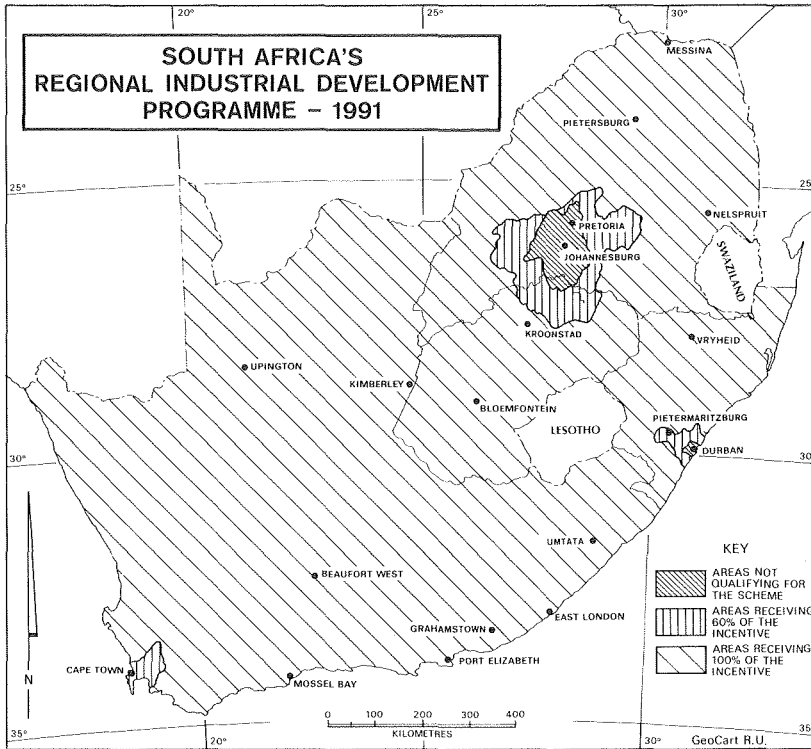 20°
25°
30°
SOUTH AFRICA'S
REGIONAL INDUSTRIAL DEVELOPMENT
PROGRAMME – 1991
MESSINA
PIETERSBURG
25°
25°
NELSPRUIT
PRETORIA
JOHANNESBURG
SWAZILAND
KROONSTAD
VRYHEID
UPINGTON
KIMBERLEY
BLOEMFONTEIN
LESOTHO
PIETERMARITZBURG
DURBAN
30°
30°
UMTATA
BEAUFORT WEST
EAST LONDON
GRAHAMSTOWN
PORT ELIZABETH
CAPE TOWN
MOSSEL BAY
KEY
AREAS NOT
QUALIFYING FOR
THE SCHEME
AREAS RECEIVING
60% OF THE
INCENTIVE
AREAS RECEIVING
100% OF THE
INCENTIVE
N
0 100 200 300 400
KILOMETRES
35°
20°
30°
35°
GeoCart R.U.